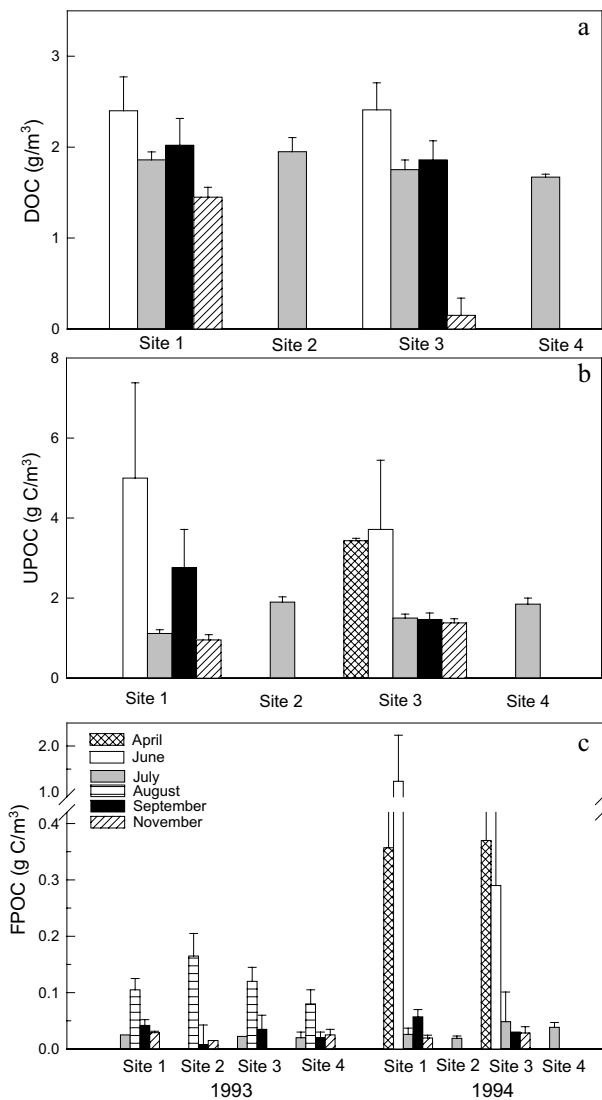 a
3
2
1
0
DOC (g/m³)
Site 1 Site 2 Site 3 Site 4
b
8
6
4
2
0
UPOC (g C/m³)
Site 1 Site 2 Site 3 Site 4
c
April
June
July
August
September
November
2.0
1.0
0.4
0.3
0.2
0.1
0.0
FPOC (g C/m³)
Site 1 Site 2 Site 3 Site 4 Site 1 Site 2 Site 3 Site 4
1993 1994